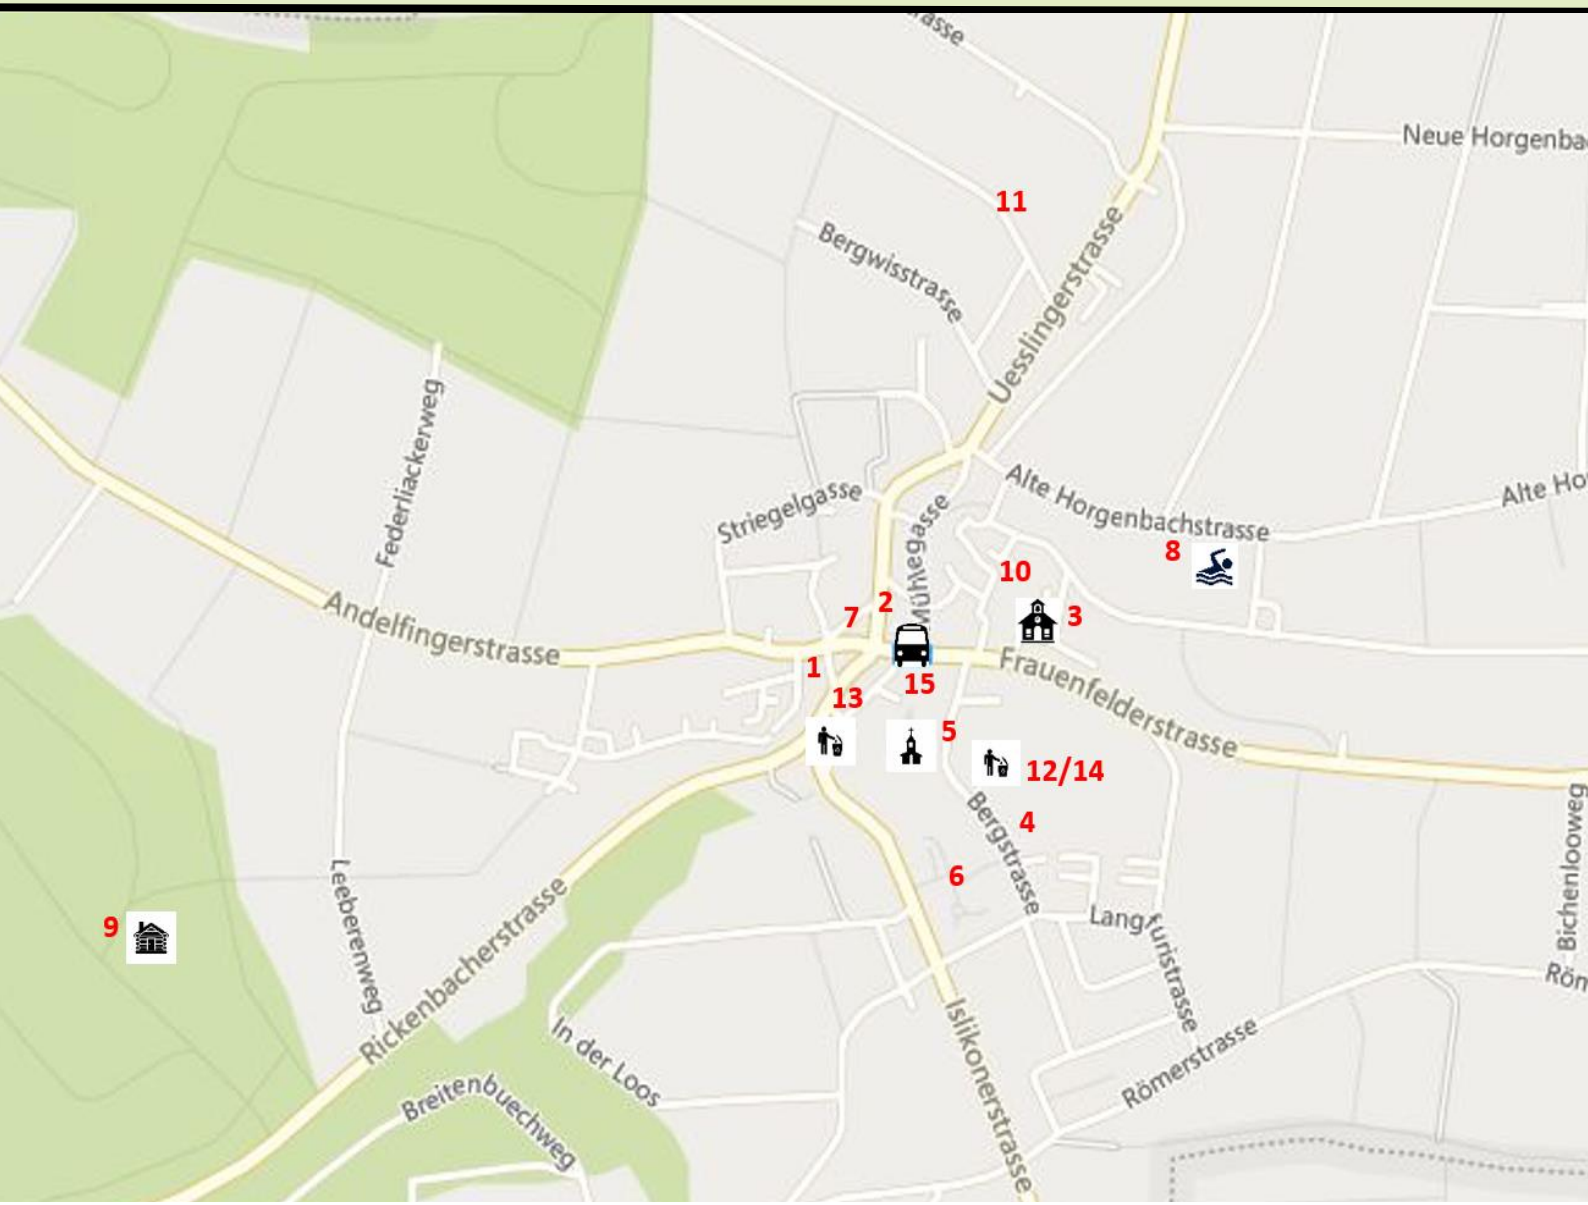 asse
Neue Horgenba
11
Bergwisstrasse
Uesslingerstrasse
Federliackerweg
Striegelgasse
Mühlegasse
Alte Horgenbachstrasse
Alte Ho
8
10
2
7
3
Andelfingerstrasse
1
15
Frauenfelderstrasse
13
5
12/14
Bergstrasse
4
6
Bichenlooweg
Leeberenweg
9
Rickenbacherstrasse
Lang
furistrasse
Röm
In der Loos
Islikonerstrasse
Römerstrasse
Breitenbuechweg